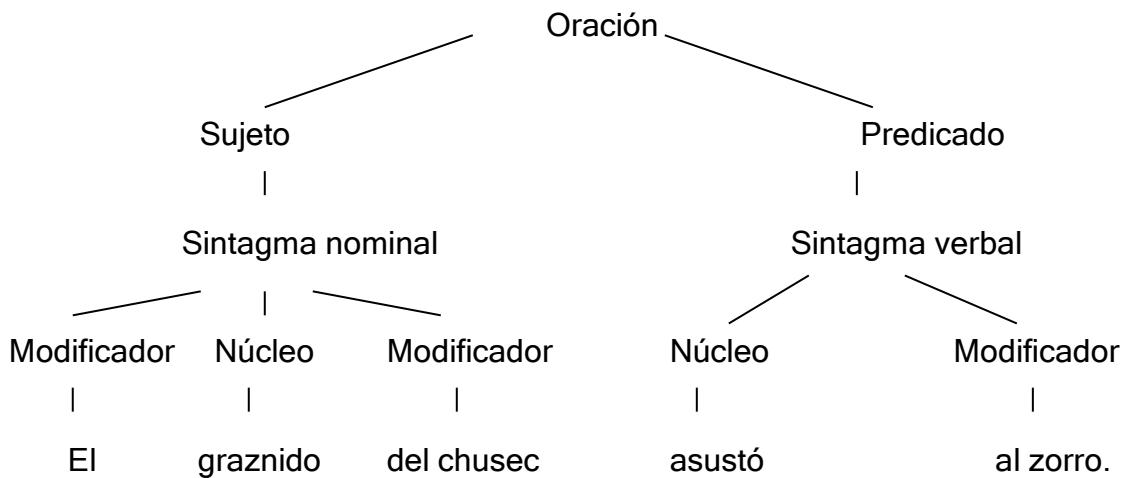 Oración
Sujeto Predicado
Sintagma nominal Sintagma verbal
Modificador Núcleo Modificador Núcleo Modificador
El graznido del chusec asustó al zorro.